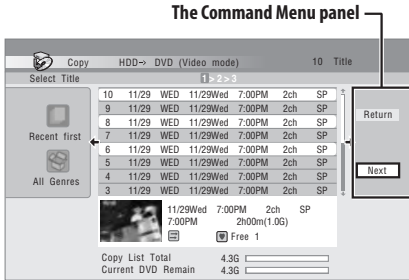 The Command Menu panel
Copy HDD-> DVD (Video mode) 10 Title
Select Title 1 > 2 > 3
10 11/29 WED 11/29Wed 7:00PM 2ch SP
9 11/29 WED 11/29Wed 7:00PM 2ch SP
8 11/29 WED 11/29Wed 7:00PM 2ch SP
7 11/29 WED 11/29Wed 7:00PM 2ch SP
6 11/29 WED 11/29Wed 7:00PM 2ch SP
5 11/29 WED 11/29Wed 7:00PM 2ch SP
4 11/29 WED 11/29Wed 7:00PM 2ch SP
3 11/29 WED 11/29Wed 7:00PM 2ch SP
Recent first
All Genres
Return
Next
11/29Wed 7:00PM 2ch SP
7:00PM 2h00m(1.0G)
Free 1
Copy List Total 4.3G
Current DVD Remain 4.3G